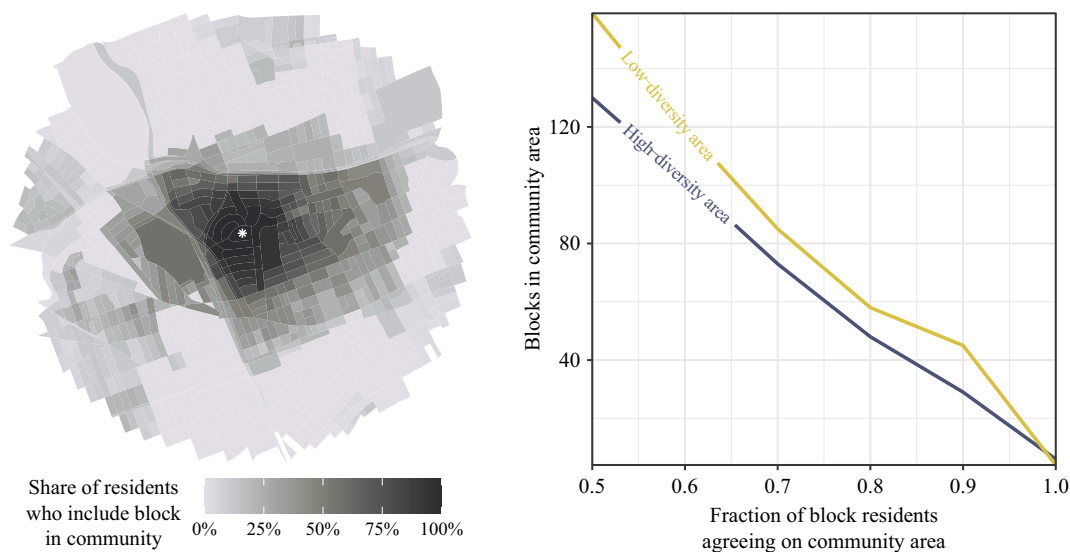 Share of residents
who include block
in community
0%
25%
50%
75%
100%
Blocks in community area
120
80
40
Low-diversity area
High-diversity area
0.5
0.6
0.7
0.8
0.9
1.0
Fraction of block residents
agreeing on community area